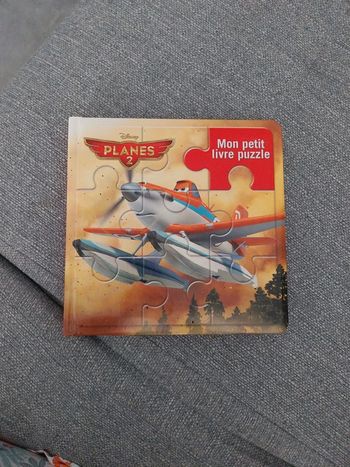 Disney
PLANES
2
Mon petit
livre puzzle